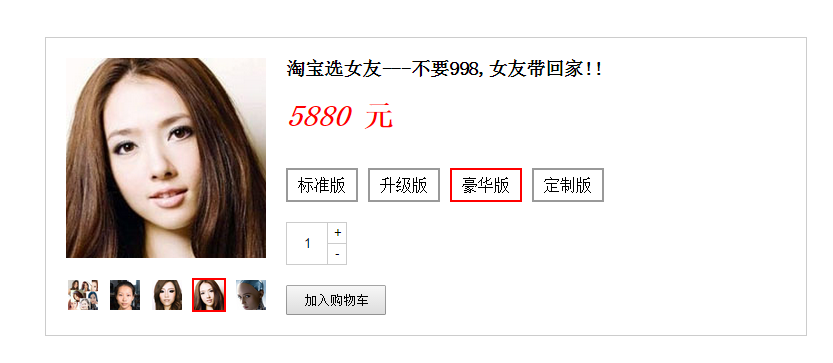 淘宝选女友---不要998,女友带回家!!
5880 元
标准版 升级版 豪华版 定制版
1
+
-
加入购物车